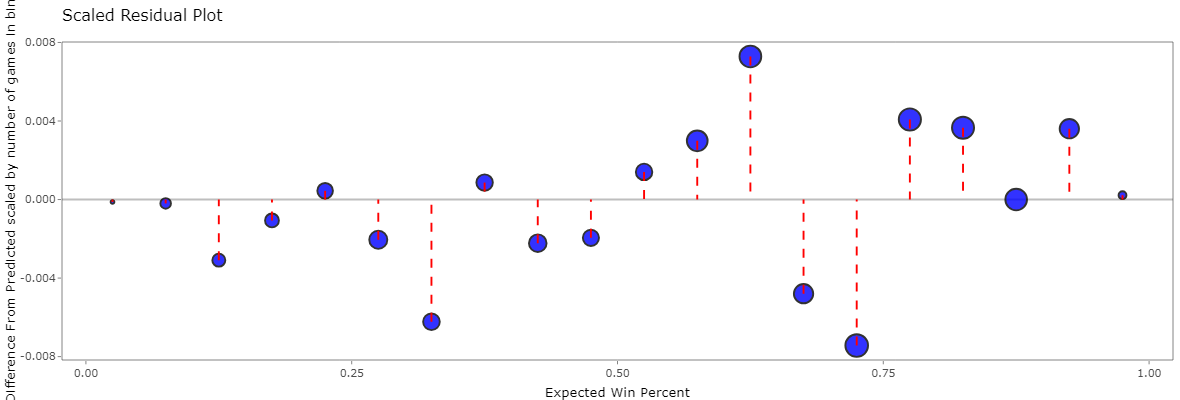 Scaled Residual Plot
DIfference From Predicted scaled by number of games In
0.008
0.004
0.000
-0.004
-0.008
0.00 0.25 0.50 0.75 1.00
Expected Win Percent